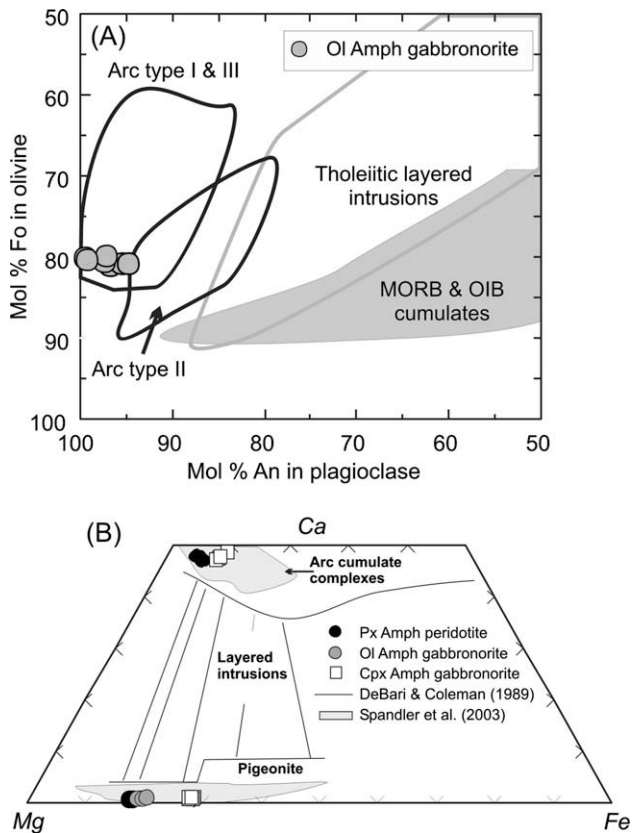 (A)
Ol Amph gabbronorite
Arc type I & III
Tholeiitic layered
intrusions
MORB & OIB
cumulates
Arc type II
50
60
70
80
90
100
Mol % Fo in olivine
100
90
80
70
60
50
Mol % An in plagioclase
(B)
Ca
Arc cumulate
complexes
Px Amph peridotite
Ol Amph gabbronorite
Cpx Amph gabbronorite
DeBari & Coleman (1989)
Spandler et al. (2003)
Layered
intrusions
Pigeonite
Mg
Fe